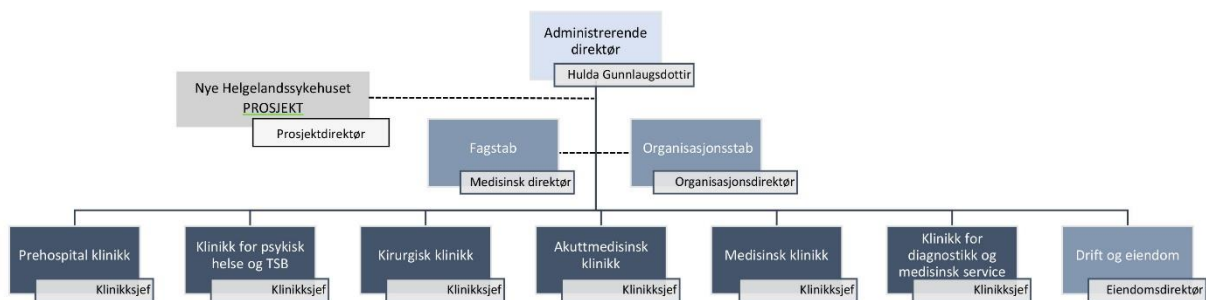 Administrerende
direktør
Hulda Gunnlaugsdottir
Nye Helgelandssykehuset
PROSJEKT
Prosjektdirektør
Fagstab
Medisinsk direktør
Organisasjonsstab
Organisasjonsdirektør
Prehospital klinikk
Klinikksjef
Klinikk for psykisk
helse og TSB
Klinikksjef
Kirurgisk klinikk
Klinikksjef
Akuttmedisinsk
klinikk
Klinikksjef
Medisinsk klinikk
Klinikksjef
Klinikk for
diagnostikk og
medisinsk service
Klinikksjef
Drift og eiendom
Eiendomsdirektør